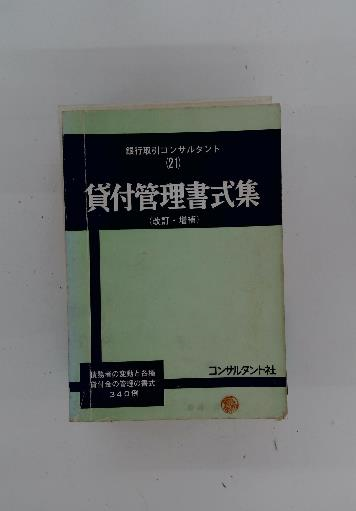 銀行取引コンサルタント
(21)
貸付管理書式集
(改訂・増補)
債務者の変動と各種
貸付金の管理の書式
340例
コンサルタント社